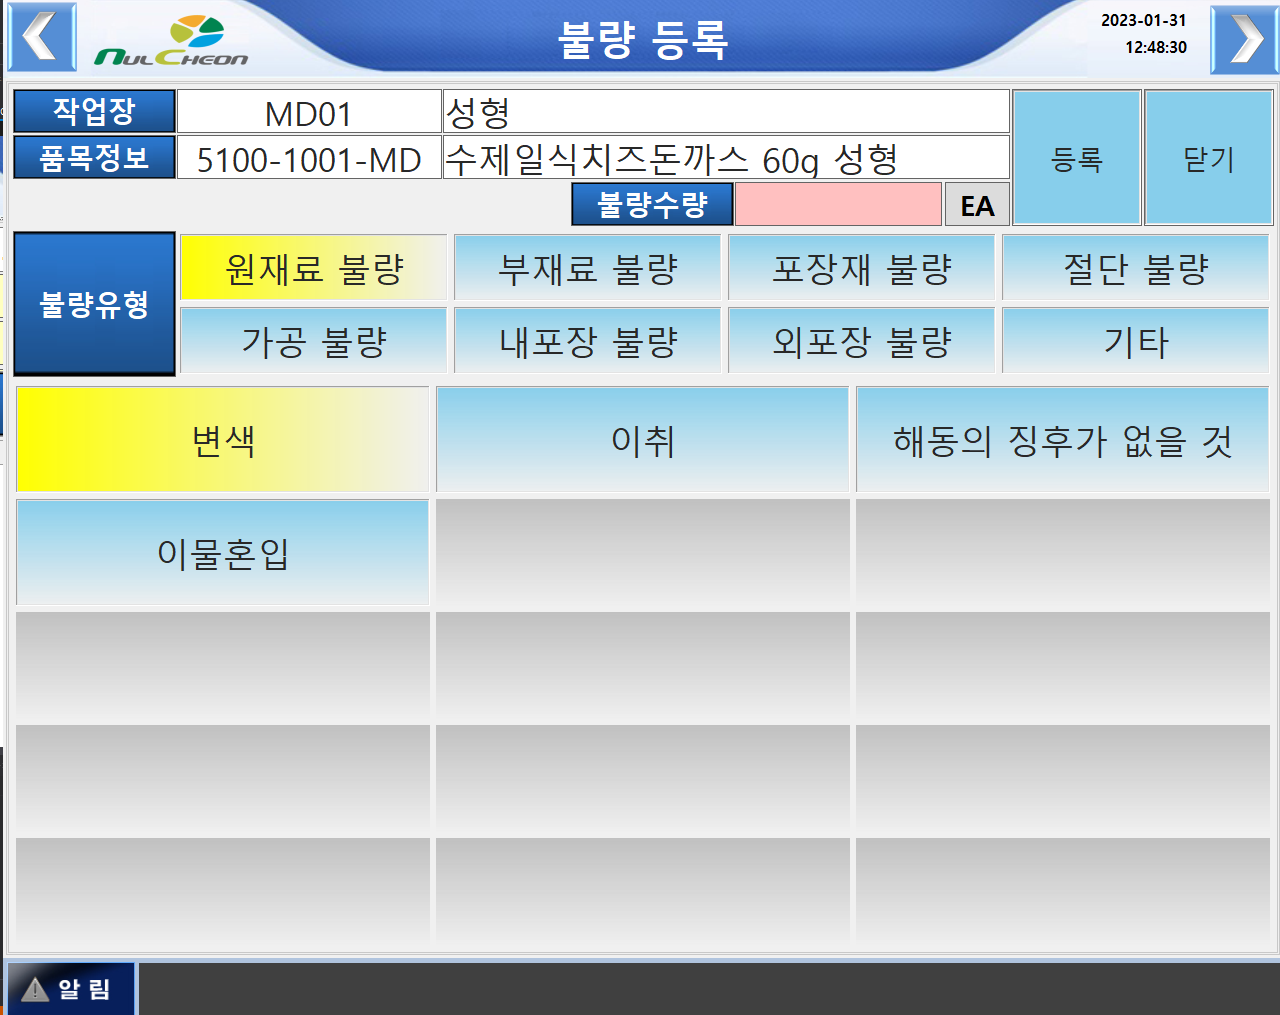 NULCHEON
불량 등록
2023-01-31
12:48:30
작업장 MD01 성형
품목정보 5100-1001-MD 수제일식치즈돈까스 60g 성형
등록 닫기
불량수량 EA
불량유형
원재료 불량 부재료 불량 포장재 불량 절단 불량
가공 불량 내포장 불량 외포장 불량 기타
변색 이취 해동의 징후가 없을 것
이물혼입
알 림